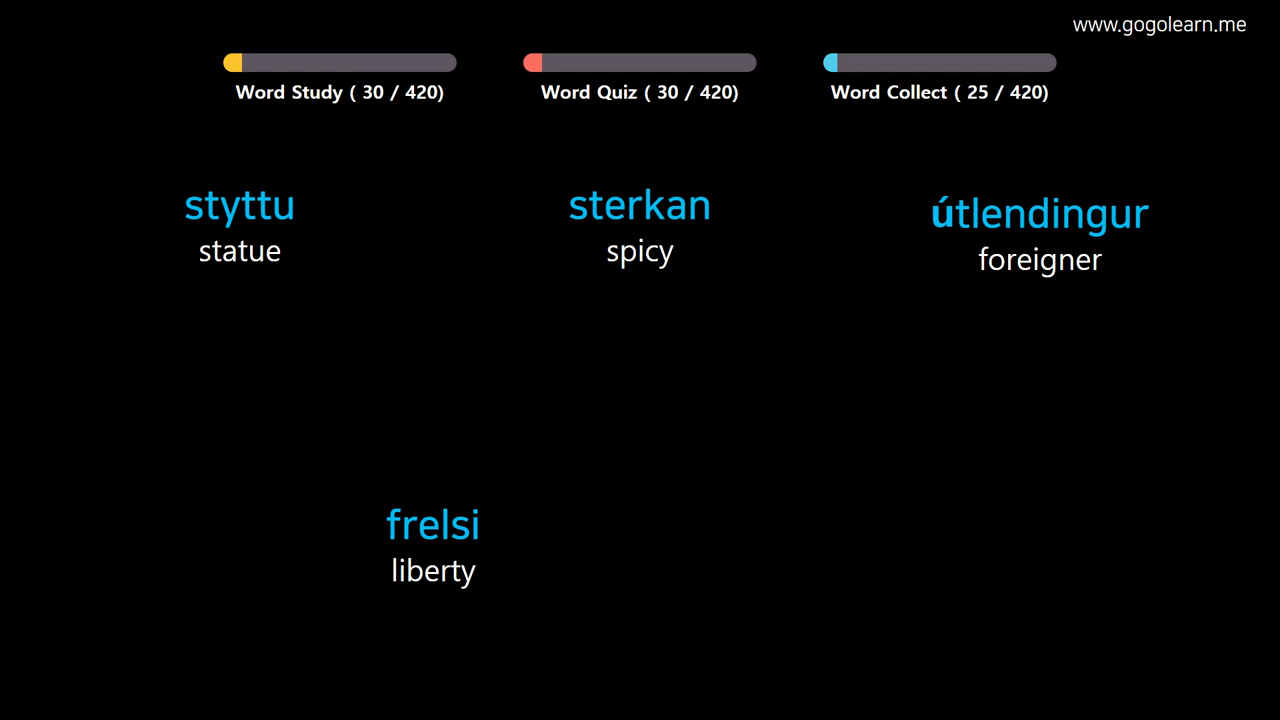 www.gogolearn.me
Word Study ( 30 / 420)
Word Quiz ( 30 / 420)
Word Collect ( 25 / 420)
styttu
statue
sterkan
spicy
útlendingur
foreigner
frelsi
liberty